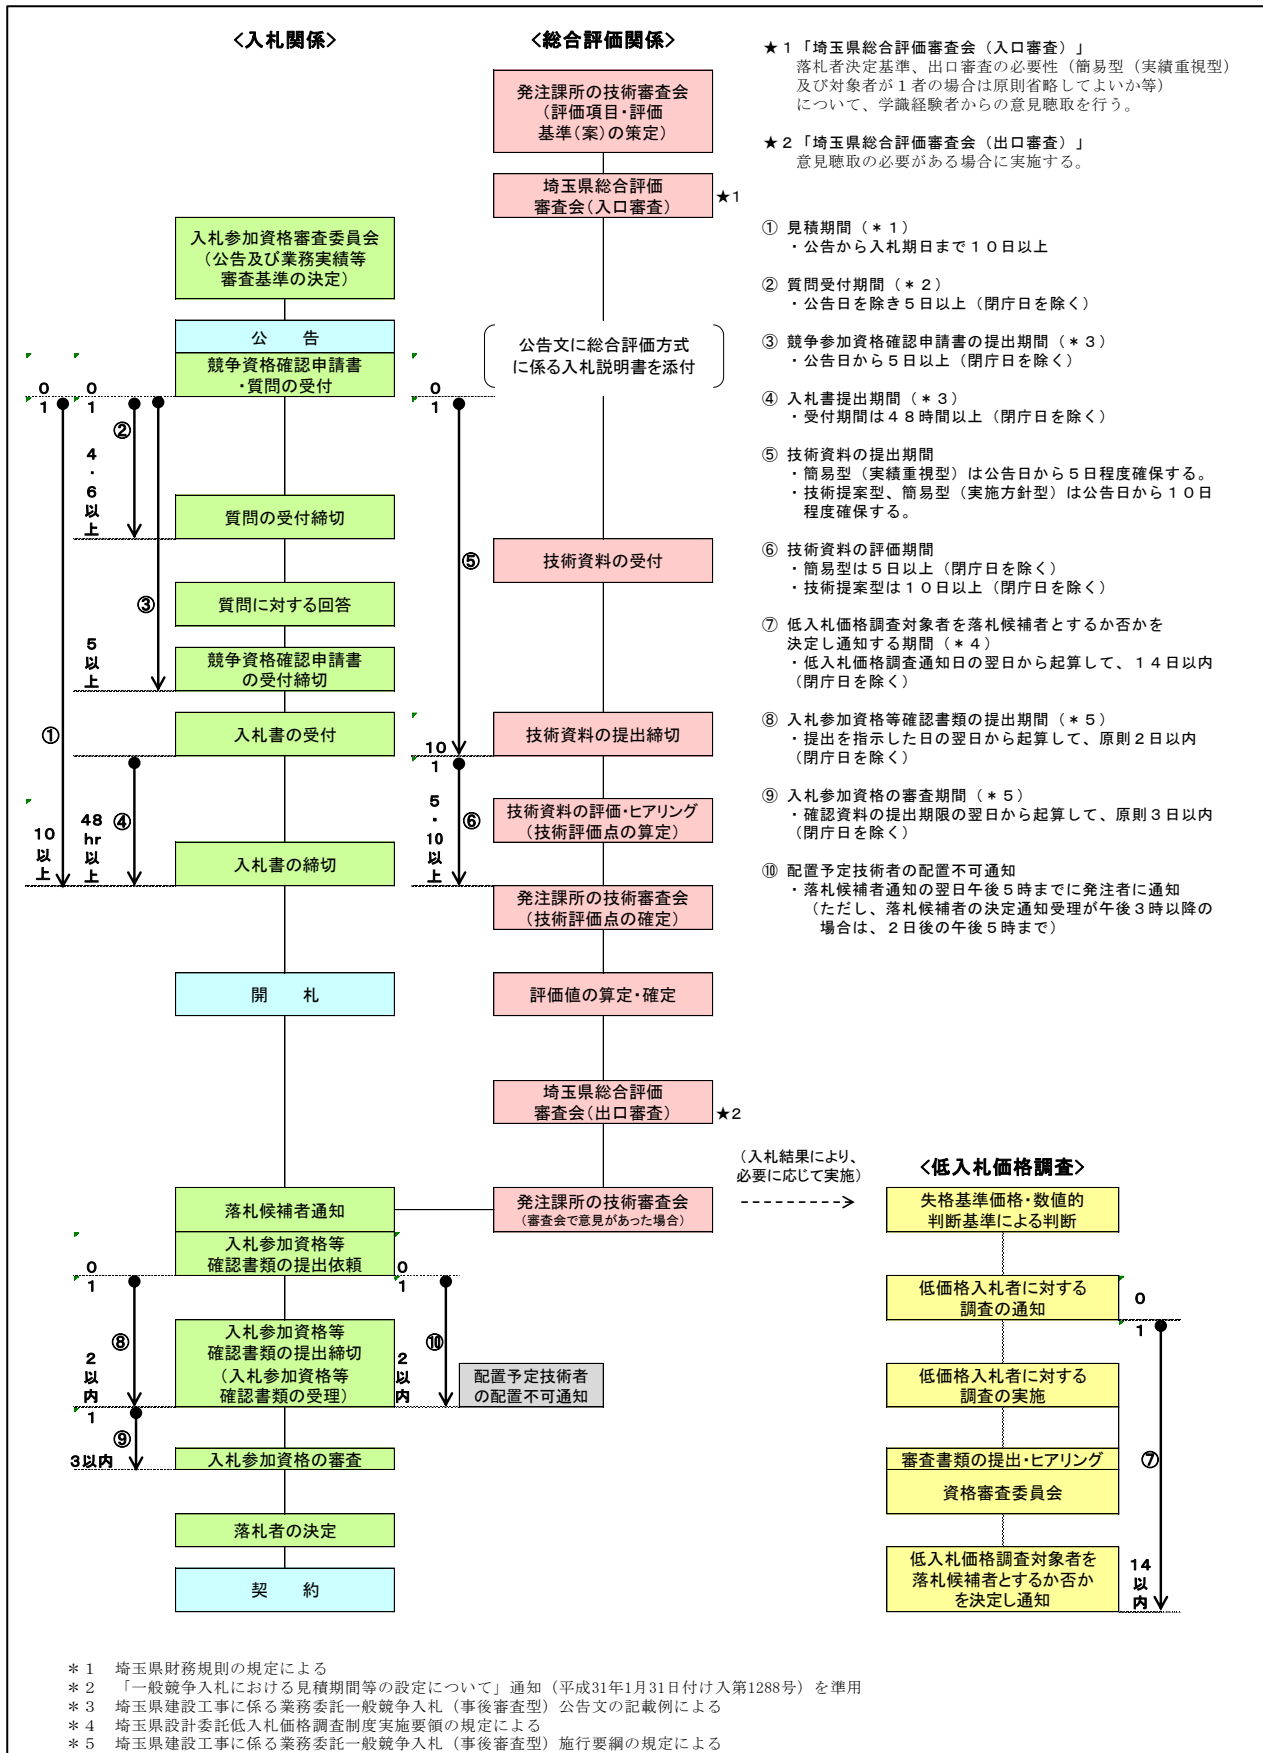 <入札関係>
<総合評価関係>
★１「埼玉県総合評価審査会（入口審査）」
落札者決定基準、出口審査の必要性（簡易型（実績重視型）
及び対象者が１者の場合は原則省略してよいか等）
について、学識経験者からの意見聴取を行う。
★２「埼玉県総合評価審査会（出口審査）」
意見聴取の必要がある場合に実施する。
発注課所の技術審査会
（評価項目・評価
基準（案）の策定）
埼玉県総合評価
審査会（入口審査）
★1
入札参加資格審査委員会
（公告及び業務実績等
審査基準の決定）
公　告
競争資格確認申請書
・質問の受付
公告文に総合評価方式
に係る入札説明書を添付
0
1
0
1
0
1
②
4
・
6
以
上
質問の受付締切
技術資料の受付
⑤
③
質問に対する回答
5
以
上
競争資格確認申請書
の受付締切
①
入札書の受付
技術資料の提出締切
10
1
技術資料の評価・ヒアリング
（技術評価点の算定）
10
以
上
48
hr
以
上
④
5
・
10
以
上
⑥
入札書の締切
発注課所の技術審査会
（技術評価点の確定）
開　札
評価値の算定・確定
埼玉県総合評価
審査会（出口審査）
★2
① 見積期間（＊１）
・公告から入札期日まで１０日以上
② 質問受付期間（＊２）
・公告日を除き５日以上（閉庁日を除く）
③ 競争参加資格確認申請書の提出期間（＊３）
・公告日から５日以上（閉庁日を除く）
④ 入札書提出期間（＊３）
・受付期間は４８時間以上（閉庁日を除く）
⑤ 技術資料の提出期間
・簡易型（実績重視型）は公告日から５日程度確保する。
・技術提案型、簡易型（実施方針型）は公告日から１０日
程度確保する。
⑥ 技術資料の評価期間
・簡易型は５日以上（閉庁日を除く）
・技術提案型は１０日以上（閉庁日を除く）
⑦ 低入札価格調査対象者を落札候補者とするか否かを
決定し通知する期間（＊４）
・低入札価格調査通知日の翌日から起算して、１４日以内
（閉庁日を除く）
⑧ 入札参加資格等確認書類の提出期間（＊５）
・提出を指示した日の翌日から起算して、原則２日以内
（閉庁日を除く）
⑨ 入札参加資格の審査期間（＊５）
・確認資料の提出期限の翌日から起算して、原則３日以内
（閉庁日を除く）
⑩ 配置予定技術者の配置不可通知
・落札候補者通知の翌日午後５時までに発注者に通知
（ただし、落札候補者の決定通知受理が午後３時以降の
場合は、２日後の午後５時まで）
（入札結果により、
必要に応じて実施）
<低入札価格調査>
落札候補者通知
発注課所の技術審査会
（審査会で意見があった場合）
失格基準価格・数値的
判断基準による判断
入札参加資格等
確認書類の提出依頼
0
1
0
1
低価格入札者に対する
調査の通知
0
1
⑧
2
以
内
入札参加資格等
確認書類の提出締切
（入札参加資格等
確認書類の受理）
⑩
2
以
内
配置予定技術者
の配置不可通知
低価格入札者に対する
調査の実施
1
⑨
3以内
入札参加資格の審査
審査書類の提出・ヒアリング
資格審査委員会
⑦
落札者の決定
低入札価格調査対象者を
落札候補者とするか否か
を決定し通知
14
以
内
契　約
＊１　埼玉県財務規則の規定による
＊２　「一般競争入札における見積期間等の設定について」通知（平成31年1月31日付け入第1288号）を準用
＊３　埼玉県建設工事に係る業務委託一般競争入札（事後審査型）公告文の記載例による
＊４　埼玉県設計委託低入札価格調査制度実施要領の規定による
＊５　埼玉県建設工事に係る業務委託一般競争入札（事後審査型）施行要綱の規定による